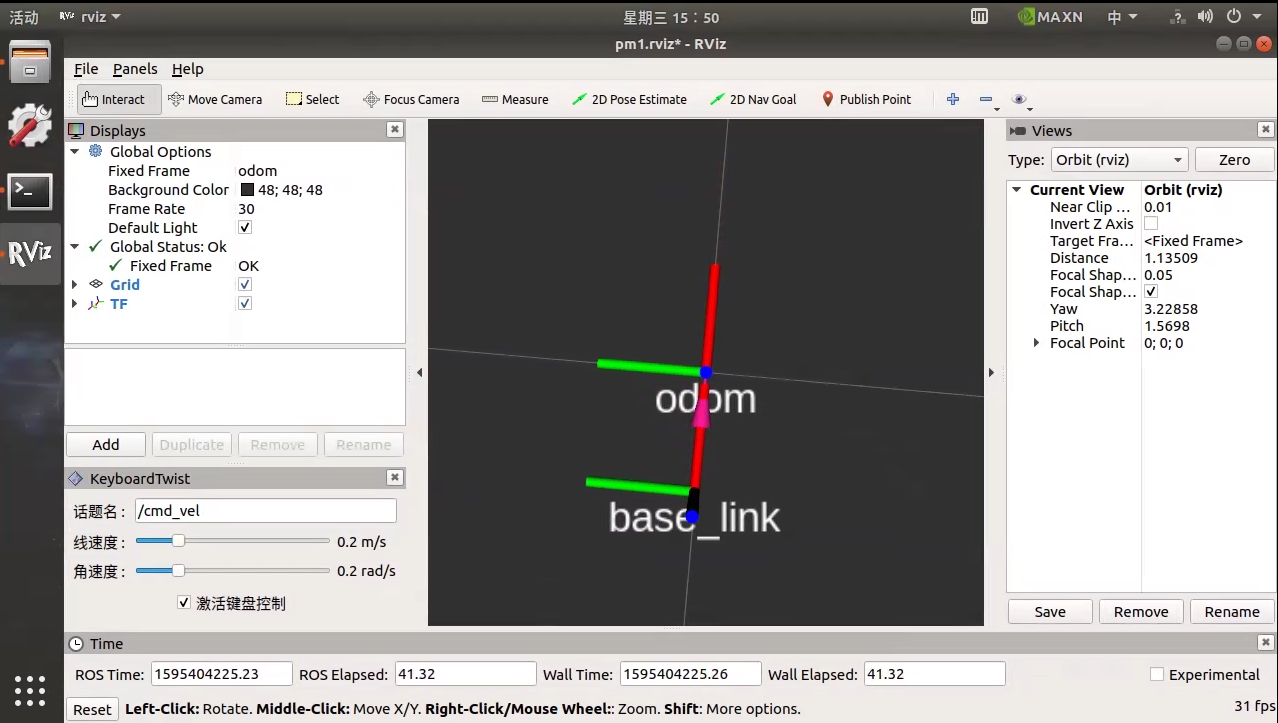 活动 RViz rviz 星期三 15：50 MAXN 中
pm1.rviz* - RViz
File Panels Help
Interact Move Camera Select Focus Camera Measure 2D Pose Estimate 2D Nav Goal Publish Point
Displays
Global Options
Fixed Frame odom
Background Color 48; 48; 48
Frame Rate 30
Default Light
Global Status: Ok
Fixed Frame OK
Grid
TF
Add Duplicate Remove Rename
KeyboardTwist
话题名： /cmd_vel
线速度： 0.2 m/s
角速度： 0.2 rad/s
激活键盘控制
odom
base_link
Views
Type: Orbit (rviz) Zero
Current View Orbit (rviz)
Near Clip ... 0.01
Invert Z Axis
Target Fra... <Fixed Frame>
Distance 1.13509
Focal Shap... 0.05
Focal Shap...
Yaw 3.22858
Pitch 1.5698
Focal Point 0; 0; 0
Save Remove Rename
RViz
Time
ROS Time: 1595404225.23 ROS Elapsed: 41.32 Wall Time: 1595404225.26 Wall Elapsed: 41.32 Experimental
Reset Left-Click: Rotate. Middle-Click: Move X/Y. Right-Click/Mouse Wheel:: Zoom. Shift: More options. 31 fps